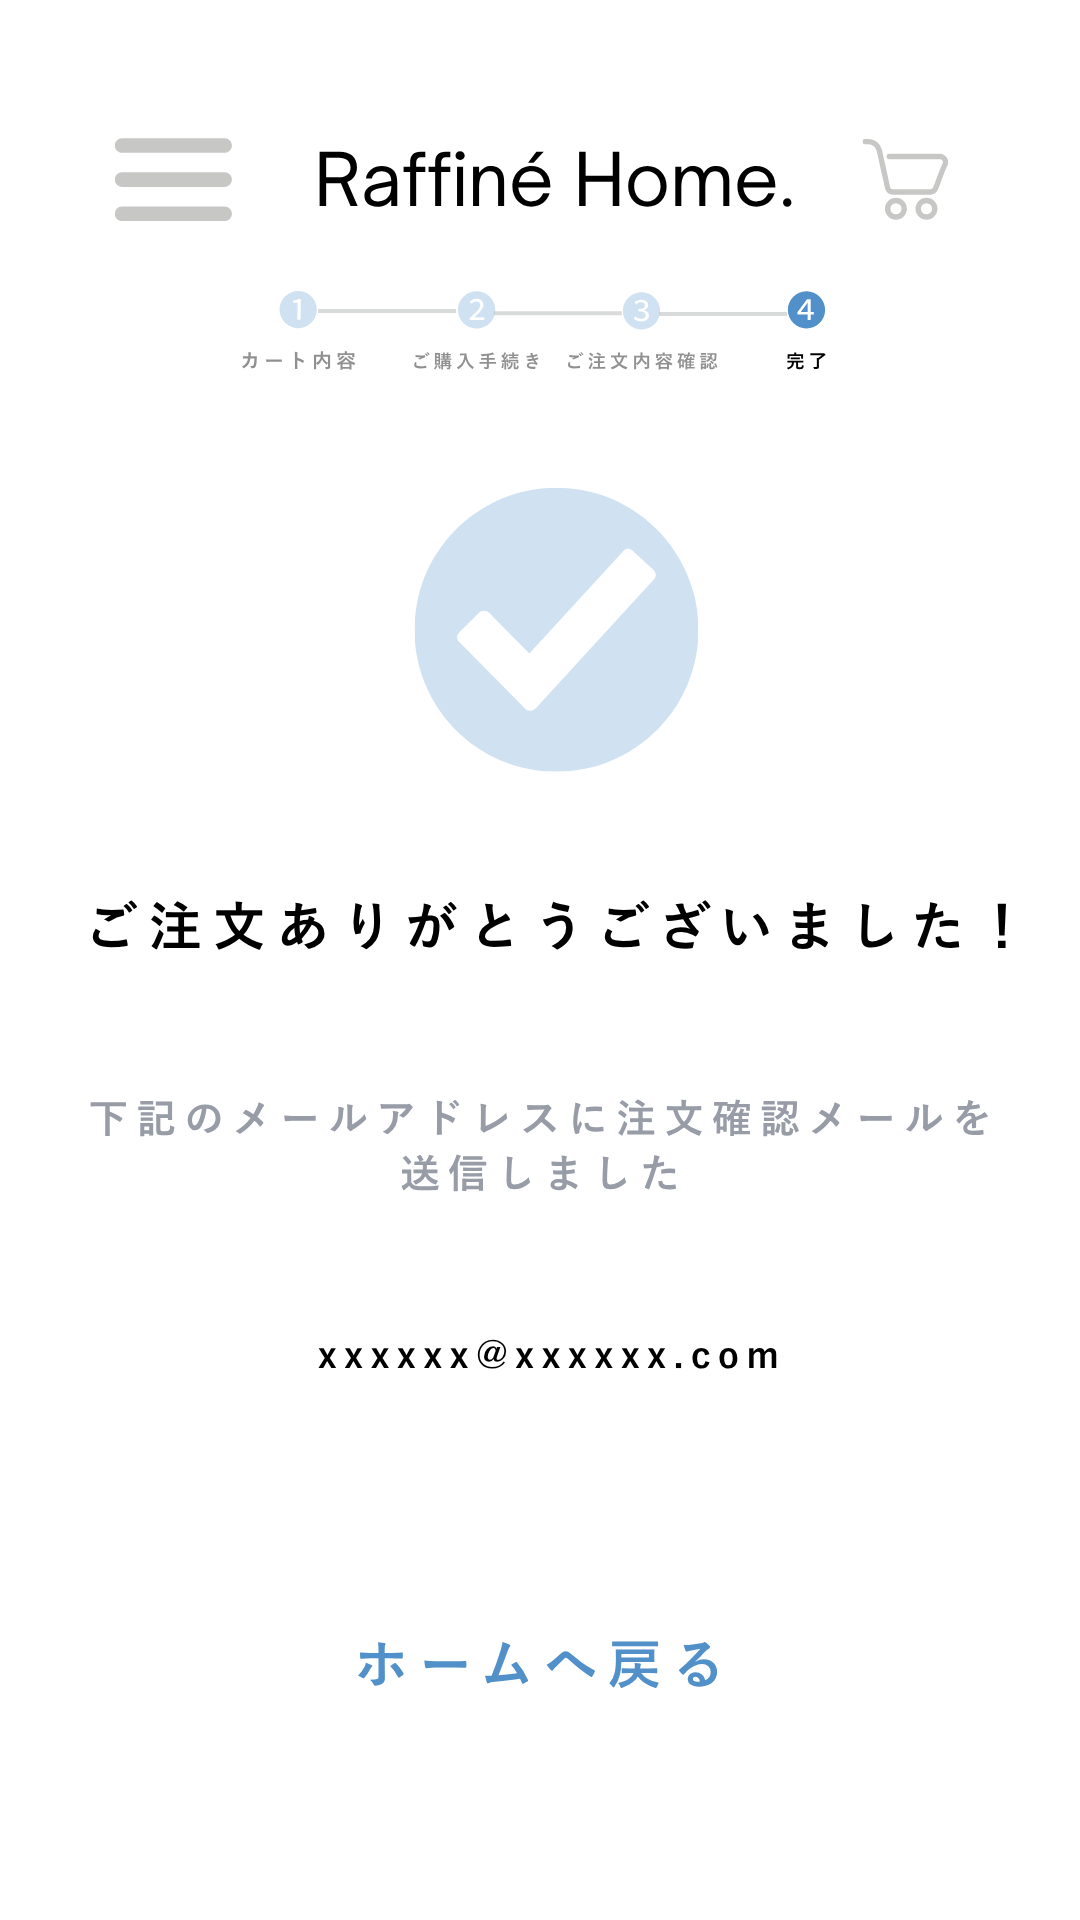 Raffiné Home.
1 2 3 4
カート内容 ご購入手続き ご注文内容確認 完了
ご注文ありがとうございました！
下記のメールアドレスに注文確認メールを
送信しました
xxxxxx@xxxxxx.com
ホームへ戻る